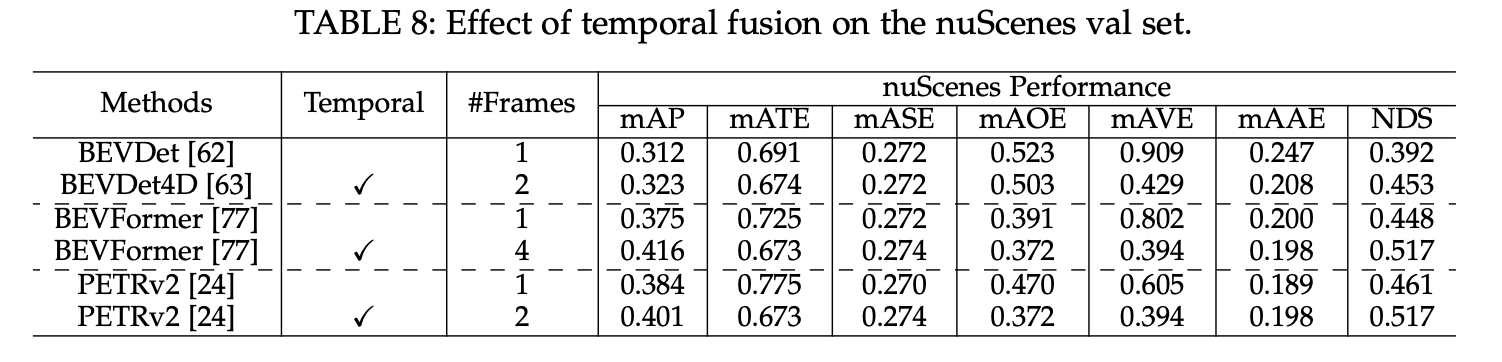 TABLE 8: Effect of temporal fusion on the nuScenes val set.
Methods Temporal #Frames nuScenes Performance
mAP mATE mASE mAOE mAVE mAAE NDS
BEVDet [62] 1 0.312 0.691 0.272 0.523 0.909 0.247 0.392
BEVDet4D [63] ✓ 2 0.323 0.674 0.272 0.503 0.429 0.208 0.453
BEVFormer [77] 1 0.375 0.725 0.272 0.391 0.802 0.200 0.448
BEVFormer [77] ✓ 4 0.416 0.673 0.274 0.372 0.394 0.198 0.517
PETRv2 [24] 1 0.384 0.775 0.270 0.470 0.605 0.189 0.461
PETRv2 [24] ✓ 2 0.401 0.673 0.274 0.372 0.394 0.198 0.517